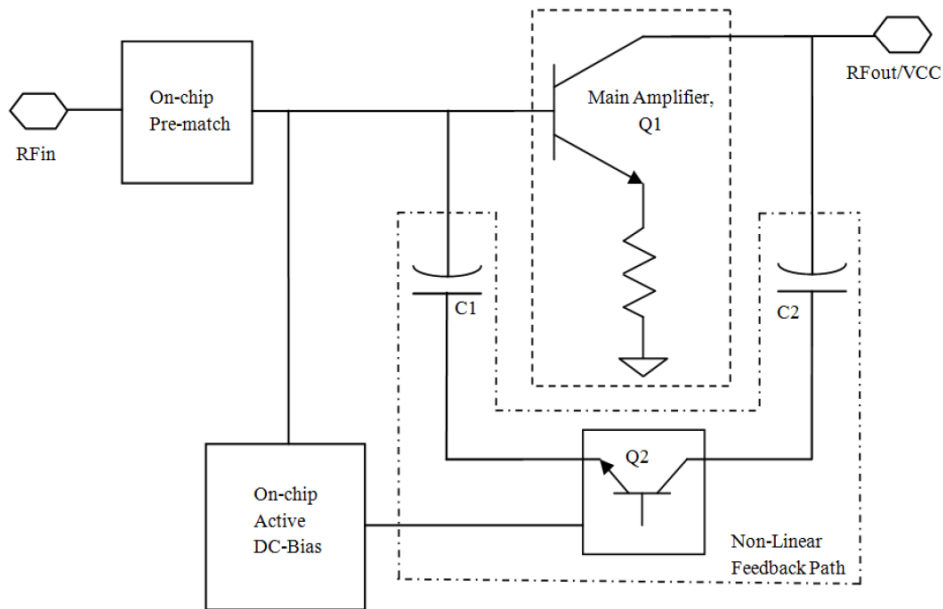 On-chip
Pre-match
RFin
Main Amplifier,
Q1
RFout/VCC
C1
C2
Q2
On-chip
Active
DC-Bias
Non-Linear
Feedback Path